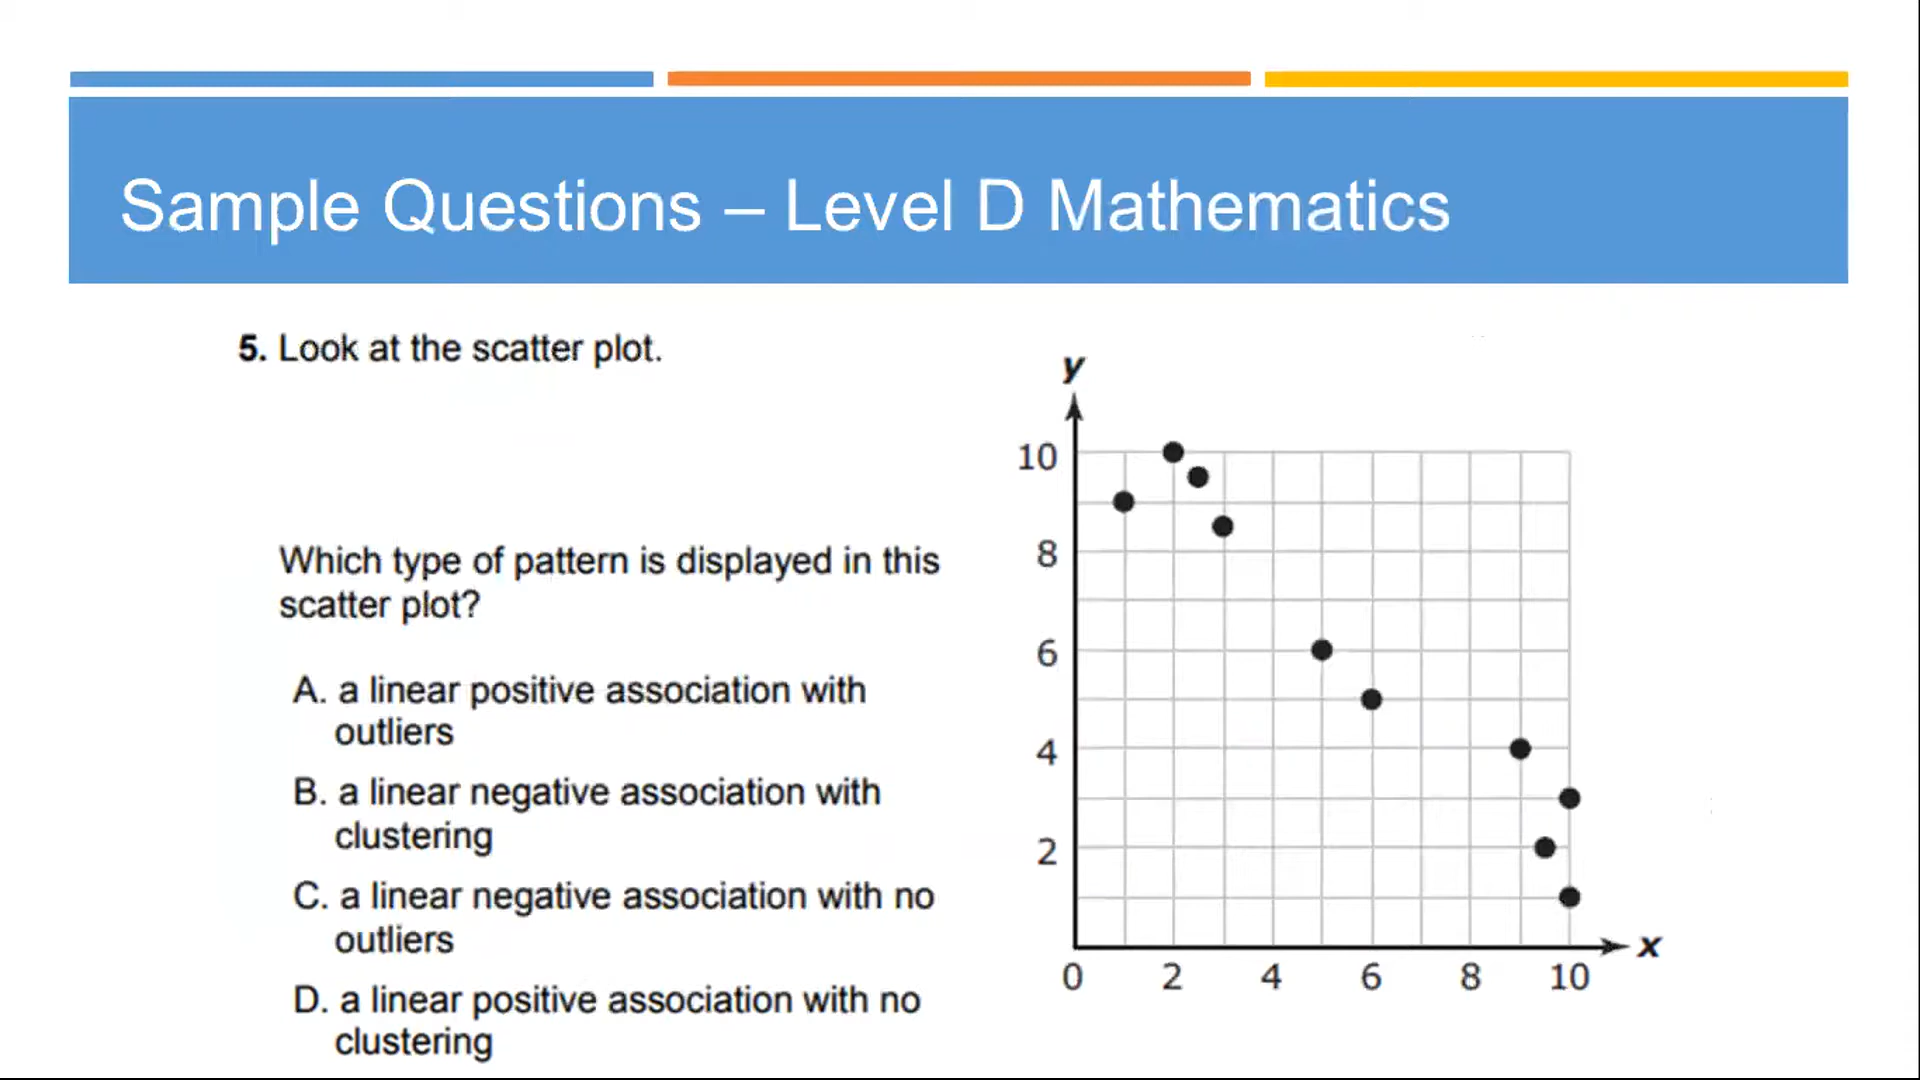 Sample Questions – Level D Mathematics
5. Look at the scatter plot.
Which type of pattern is displayed in this
scatter plot?
A. a linear positive association with
outliers
B. a linear negative association with
clustering
C. a linear negative association with no
outliers
D. a linear positive association with no
clustering
y
10
8
6
4
2
0 2 4 6 8 10
x